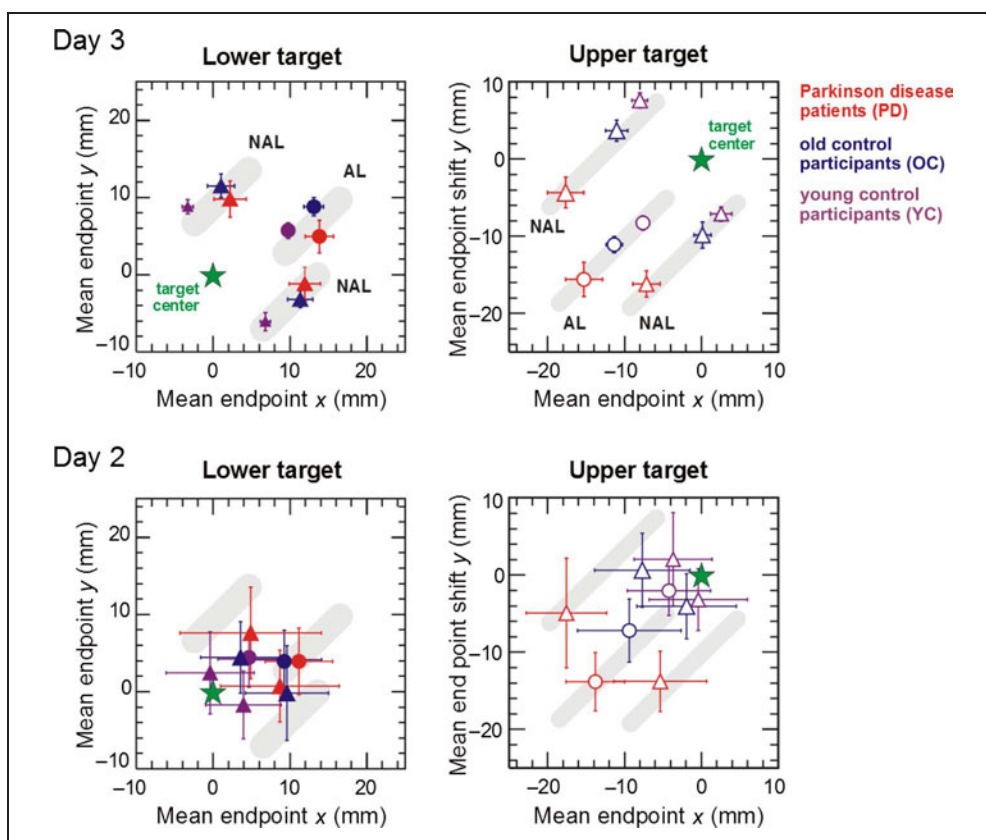 Day 3
Lower target
Mean endpoint y (mm)
20
10
0
−10
NAL
AL
NAL
target
center
−10
0
10
20
Mean endpoint x (mm)
Upper target
Mean endpoint shift y (mm)
10
0
−10
−20
target
center
NAL
AL
NAL
−20
−10
0
10
Mean endpoint x (mm)
Parkinson disease
patients (PD)
old control
participants (OC)
young control
participants (YC)
Day 2
Lower target
Mean endpoint y (mm)
20
10
0
−10
−10
0
10
20
Mean endpoint x (mm)
Upper target
Mean end point shift y (mm)
10
0
−10
−20
−20
−10
0
10
Mean endpoint x (mm)